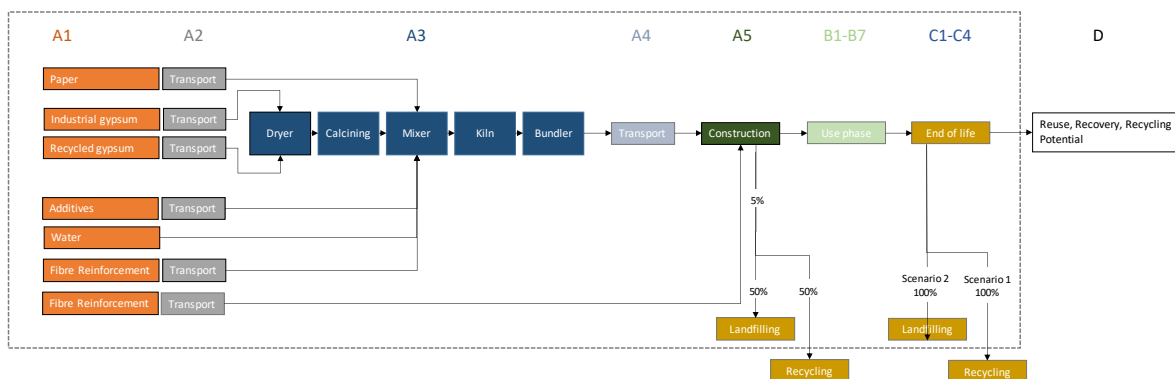 A1 A2 A3 A4 A5 B1-B7 C1-C4 D
Paper Transport
Industrial gypsum Transport
Dryer Calcining Mixer Kiln Bundler Transport Construction Use phase End of life
Reuse, Recovery, Recycling
Potential
Recycled gypsum Transport
Additives Transport
5%
Water
Fibre Reinforcement Transport
Scenario 2
100%
Scenario 1
100%
50% 50%
Fibre Reinforcement Transport
Landfilling Landfilling
Recycling Recycling